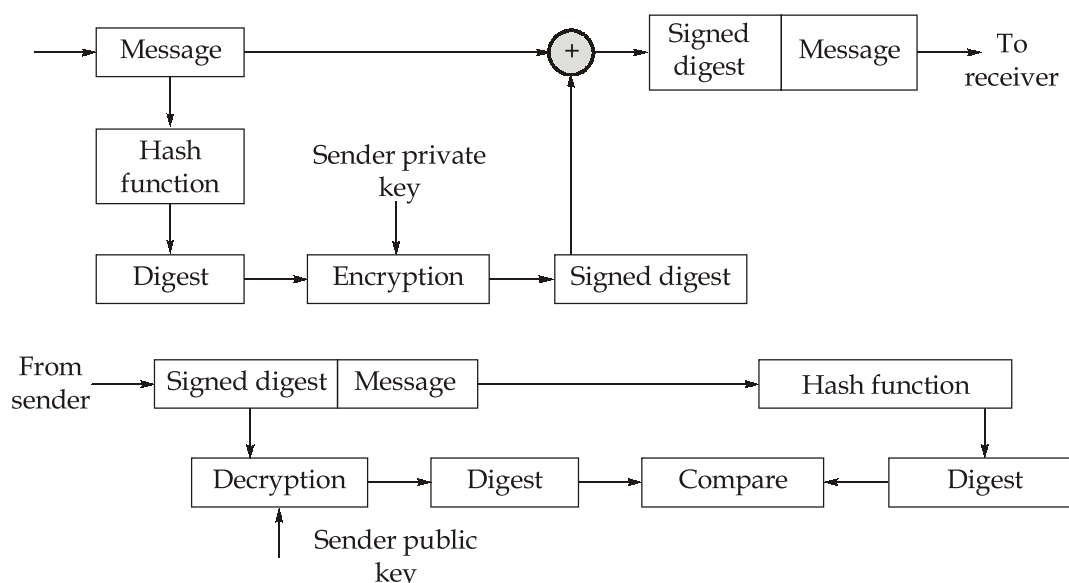 Message
+
Signed
digest
Message
To
receiver
Hash
function
Sender private
key
Digest
Encryption
Signed digest
From
sender
Signed digest
Message
Hash function
Decryption
Digest
Compare
Digest
Sender public
key